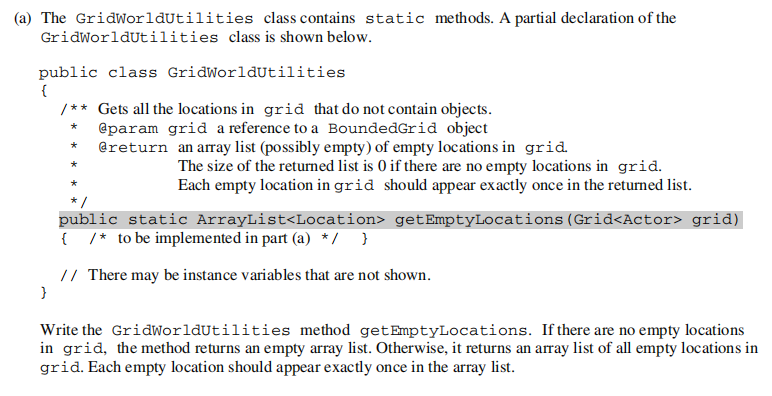 (a) The GridWorldUtilities class contains static methods. A partial declaration of the
GridWorldUtilities class is shown below.
public class GridWorldUtilities
{
/** Gets all the locations in grid that do not contain objects.
* @param grid a reference to a BoundedGrid object
* @return an array list (possibly empty) of empty locations in grid.
* The size of the returned list is 0 if there are no empty locations in grid.
* Each empty location in grid should appear exactly once in the returned list.
*/
public static ArrayList<Location> getEmptyLocations(Grid<Actor> grid)
{ /* to be implemented in part (a) */ }
// There may be instance variables that are not shown.
}
Write the GridWorldUtilities method getEmptyLocations. If there are no empty locations
in grid, the method returns an empty array list. Otherwise, it returns an array list of all empty locations in
grid. Each empty location should appear exactly once in the array list.